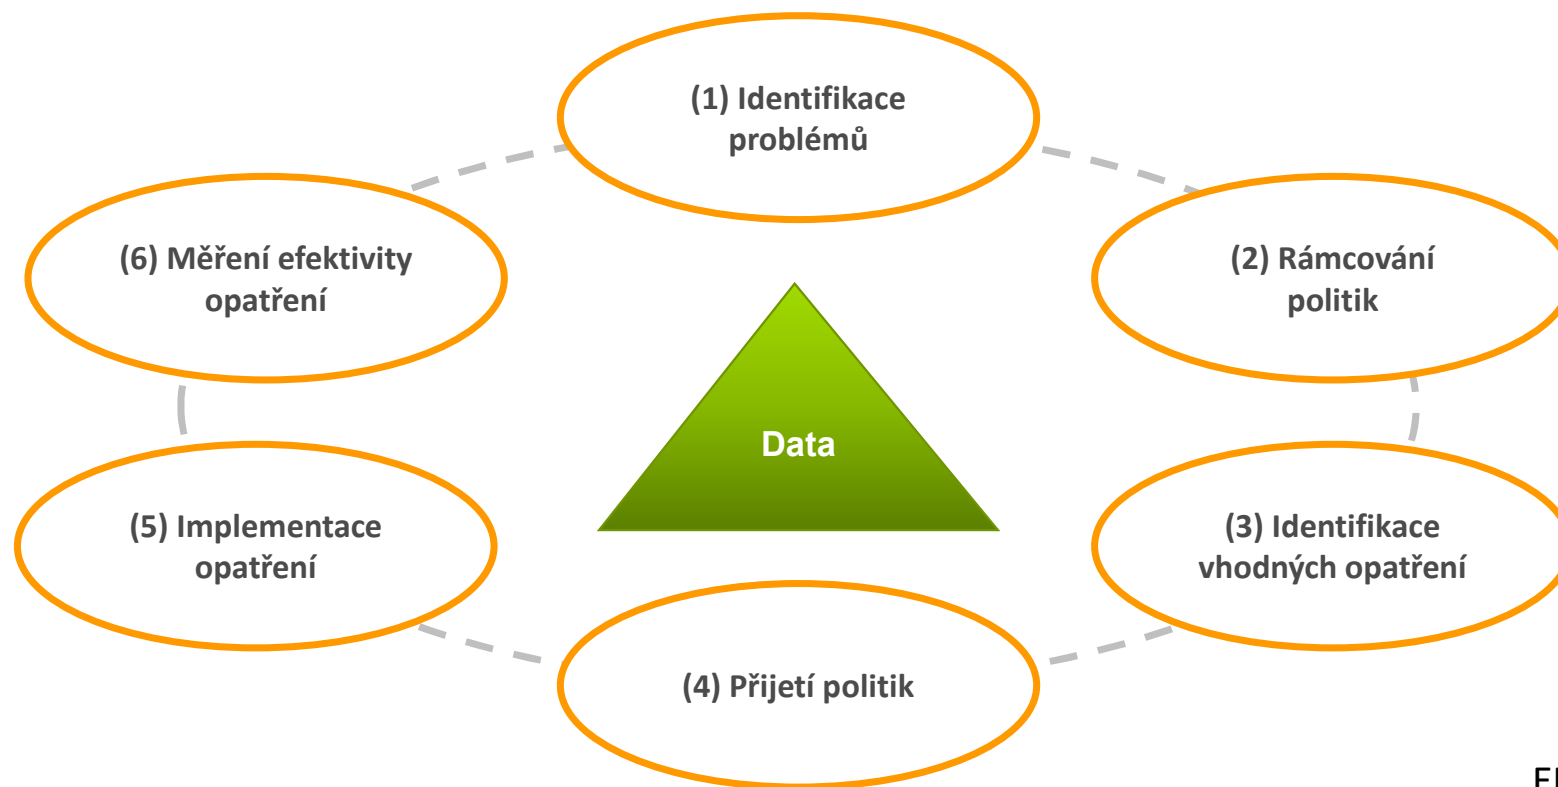 (1) Identifikace
problémů
(2) Rámcování
politik
(3) Identifikace
vhodných opatření
(4) Přijetí politik
(5) Implementace
opatření
(6) Měření efektivity
opatření
Data